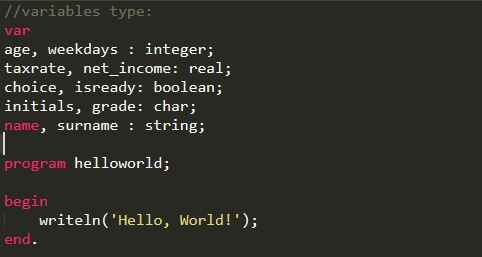 //variables type:
var
age, weekdays : integer;
taxrate, net_income: real;
choice, isready: boolean;
initials, grade: char;
name, surname : string;
program helloworld;
begin
    writeln('Hello, World!');
end.